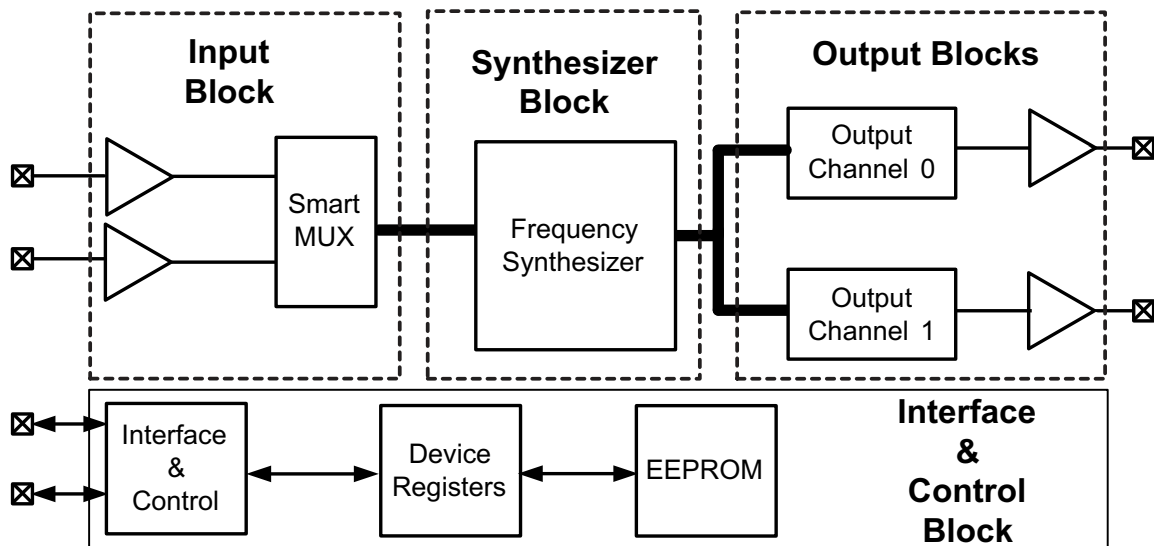 Input
Block
Synthesizer
Block
Output Blocks
Smart
MUX
Frequency
Synthesizer
Output
Channel 0
Output
Channel 1
Interface
&
Control
Device
Registers
EEPROM
Interface
&
Control
Block